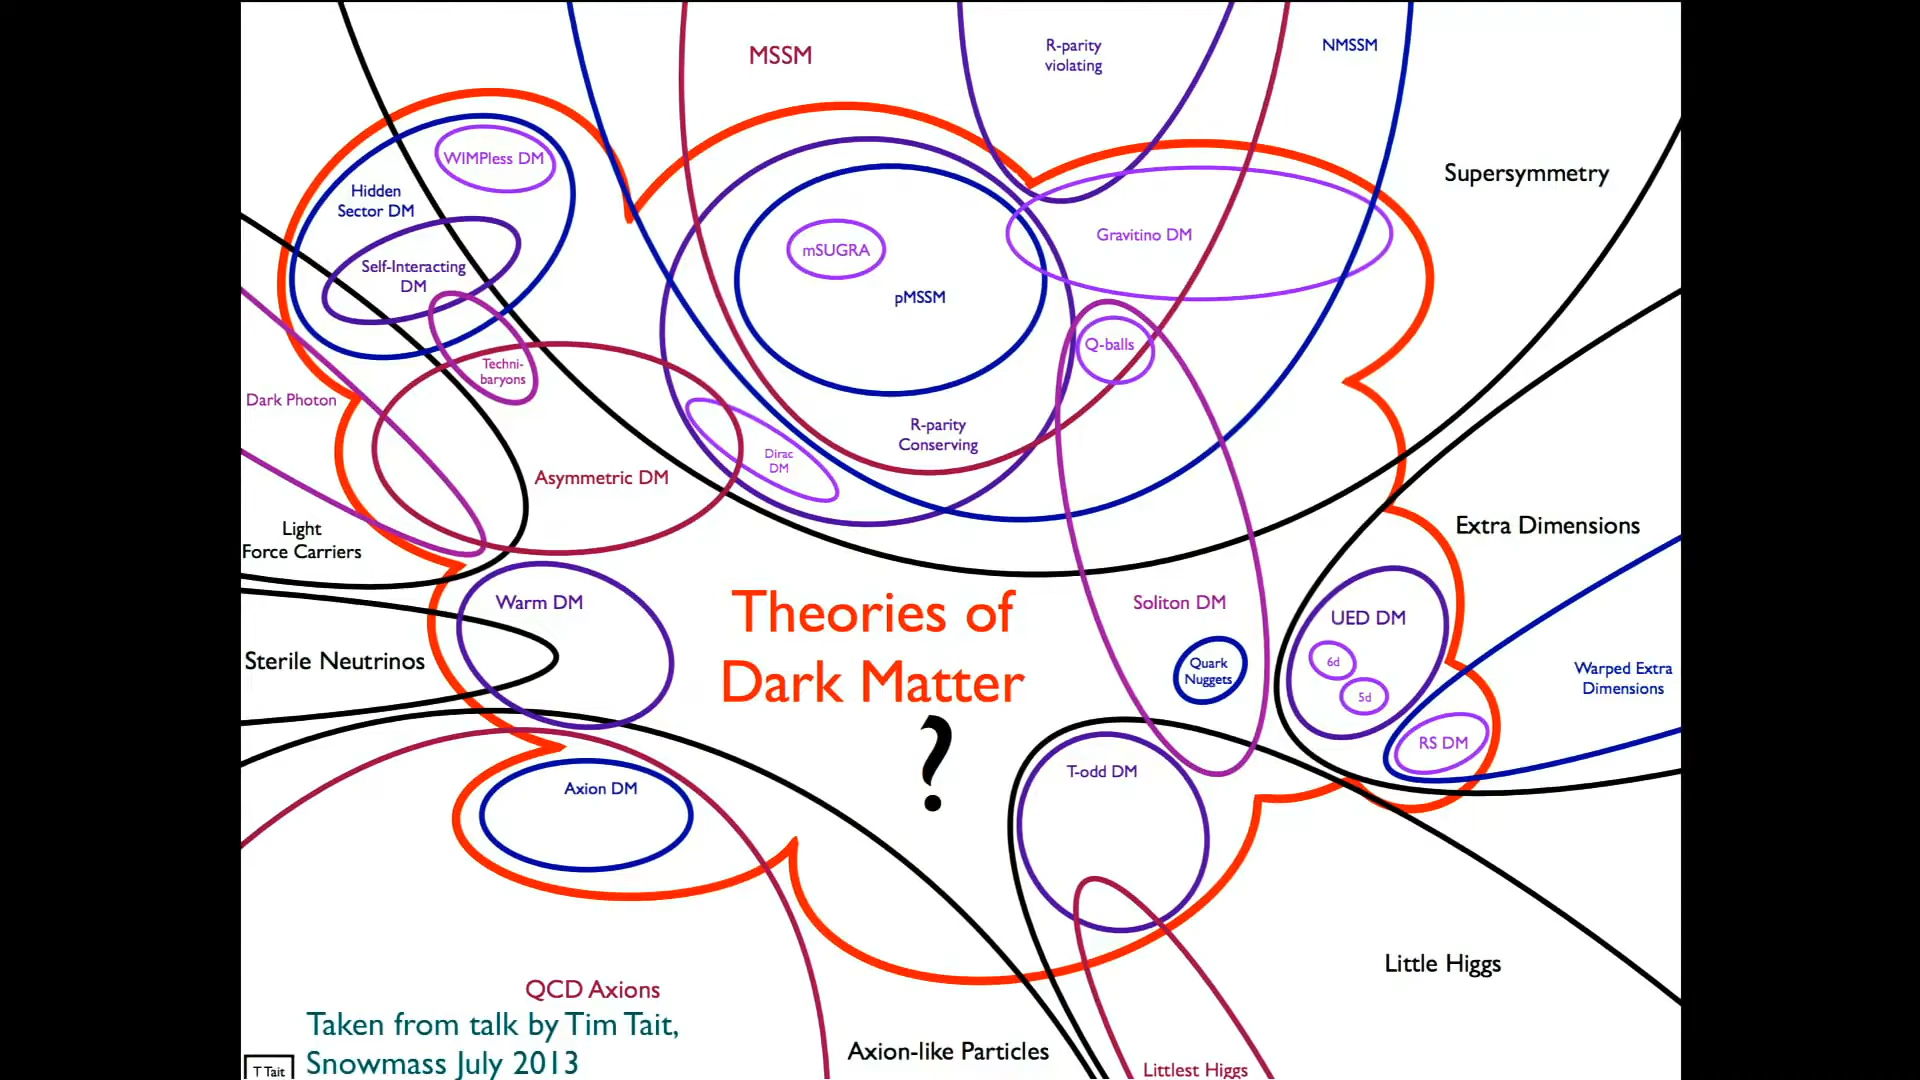 MSSM
R-parity
violating
NMSSM
WIMPless DM
Hidden
Sector DM
Supersymmetry
mSUGRA
Gravitino DM
Self-Interacting
DM
pMSSM
Q-balls
Techni-
baryons
Dark Photon
R-parity
Conserving
Dirac
DM
Asymmetric DM
Light
Force Carriers
Extra Dimensions
Warm DM
Theories of
Dark Matter
?
Soliton DM
UED DM
Sterile Neutrinos
Quark
Nuggets
6d
5d
Warped Extra
Dimensions
RS DM
T-odd DM
Axion DM
Little Higgs
QCD Axions
Taken from talk by Tim Tait,
Snowmass July 2013
T Tait
Axion-like Particles
Littlest Higgs